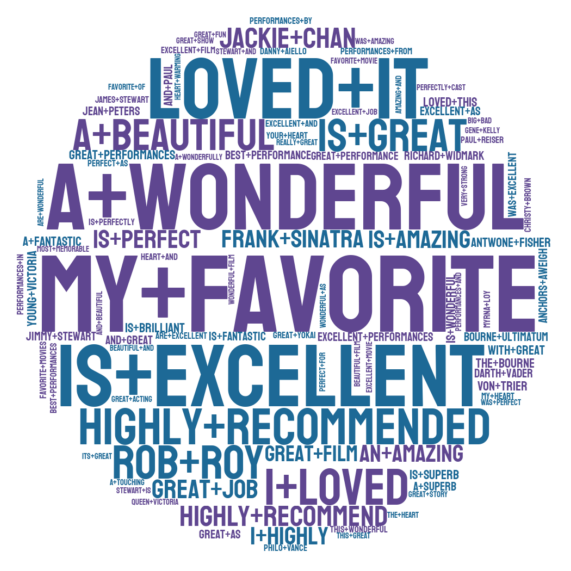 PERFORMANCES+BY
GREAT+FUN
GREAT+SHOW
JACKIE+CHAN
WAS+AMAZING
EXCELLENT+FILM
STEWART+AND
DANNY+AIELLO
PERFORMANCES+FROM
FAVORITE+MOVIE
HEART+WARMING
AND+PAUL
LOVED+IT
AMAZING+AND
PERFECTLY+CAST
FAVORITE+OF
JAMES+STEWART
LOVED+THIS
JEAN+PETERS
EXCELLENT+JOB
EXCELLENT+AS
A+BEAUTIFUL
EXCELLENT+AND
YOUR+HEART
REALLY+GREAT
IS+GREAT
BIG+BAD
GENE+KELLY
PAUL+REISER
GREAT+PERFORMANCES
A+WONDERFULLY
BEST+PERFORMANCE
GREAT+PERFORMANCE
RICHARD+WIDMARK
PERFECT+AS
ARE+WONDERFUL
A+WONDERFUL
VERY+STRONG
WAS+EXCELLENT
CHRISTY+BROWN
IS+PERFECTLY
A+FANTASTIC
MOST+MEMORABLE
IS+PERFECT
FRANK+SINATRA
IS+AMAZING
ANTWONE+FISHER
PERFORMANCES+IN
YOUNG+VICTORIA
HEART+AND
MY+FAVORITE
AND+BEAUTIFUL
WONDERFUL+FILM
WONDERFUL+AS
IS+WONDERFUL
PERFORMANCES+AND
MYRNA+LOY
ANCHORS+AWEIGH
IS+BRILLIANT
JIMMY+STEWART
AND+GREAT
ARE+EXCELLENT
IS+FANTASTIC
GREAT+YOKAI
EXCELLENT+PERFORMANCES
BOURNE+ULTIMATUM
BEAUTIFUL+AND
WITH+GREAT
FAVORITE+MOVIES
BEST+PERFORMANCES
IS+EXCELLENT
PERFECT+FOR
BEAUTIFUL+FILM
EXCELLENT+MOVIE
THE+BOURNE
DARTH+VADER
VON+TRIER
GREAT+ACTING
MY+HEART
WAS+PERFECT
HIGHLY+RECOMMENDED
ITS+GREAT
ROB+ROY
GREAT+FILM
AN+AMAZING
A+TOUCHING
STEWART+IS
GREAT+JOB
I+LOVED
IS+SUPERB
A+SUPERB
GREAT+STORY
QUEEN+VICTORIA
HIGHLY+RECOMMEND
THE+HEART
GREAT+AS
I+HIGHLY
THIS+WONDERFUL
THIS+GREAT
PHILO+VANCE